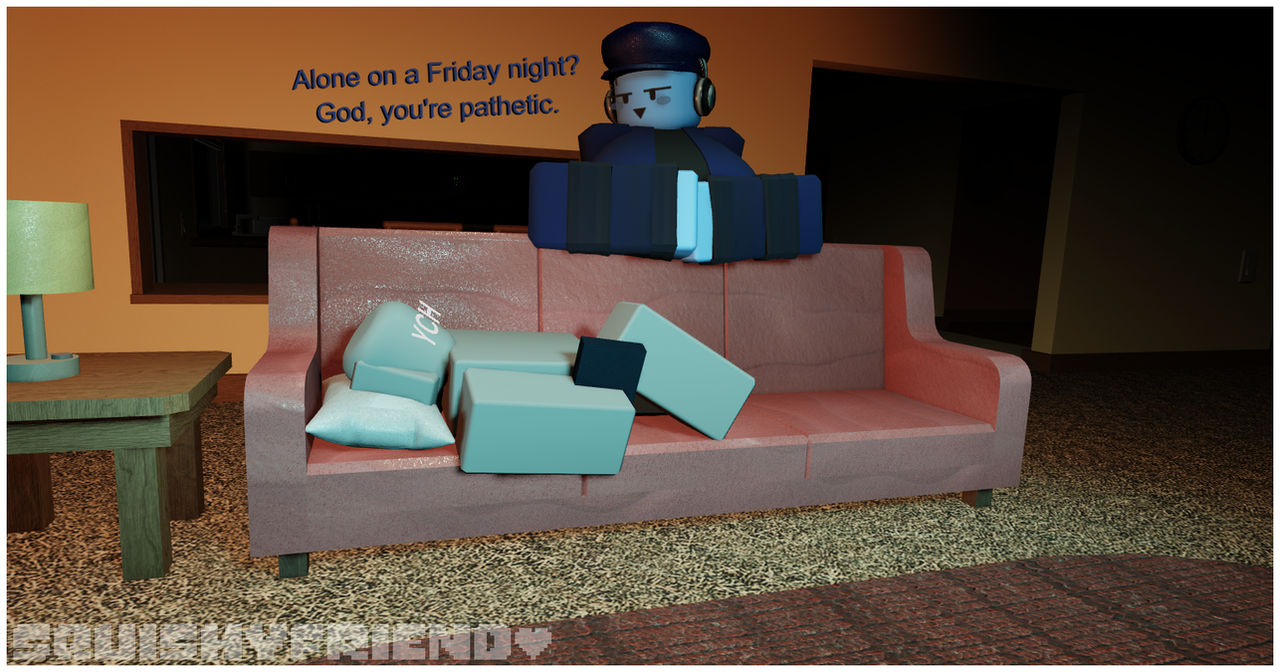 Alone on a Friday night?
God, you're pathetic.
YCH
SQUISHYFRIEND♥